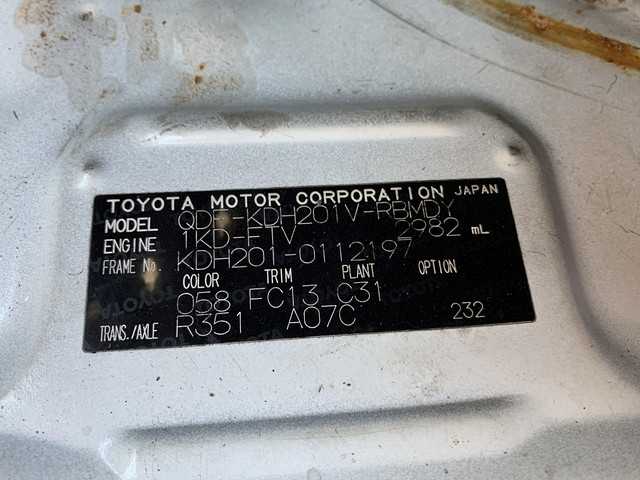 TOYOTA MOTOR CORPORATION JAPAN
MODEL QDF-KDH201V-RBMDY
ENGINE 1KD-FTV 2982 mL
FRAME No. KDH201-0112197
COLOR TRIM PLANT OPTION
058 FC13 C31
TRANS./AXLE R351 A07C 232